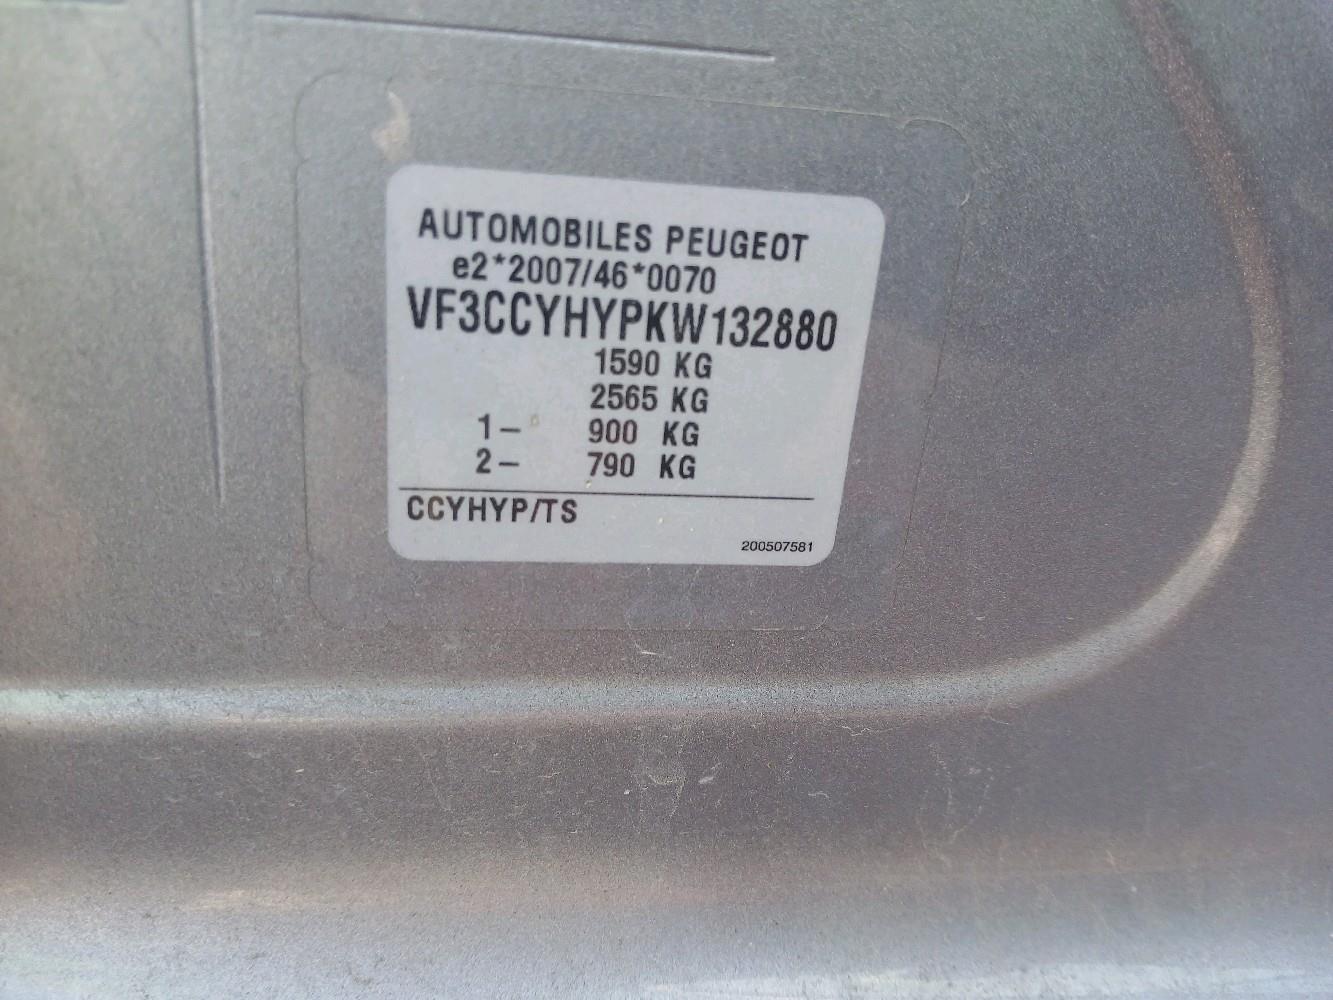 AUTOMOBILES PEUGEOT
e2*2007/46*0070
VF3CCYHYPKW132880
1590 KG
2565 KG
1- 900 KG
2- 790 KG
CCYHYP/TS
200507581